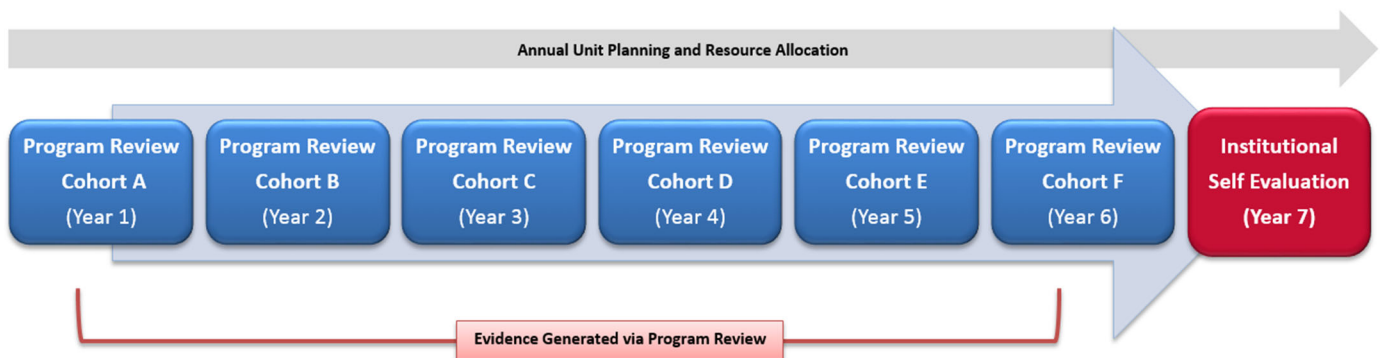 Annual Unit Planning and Resource Allocation
Program Review
Cohort A
(Year 1)
Program Review
Cohort B
(Year 2)
Program Review
Cohort C
(Year 3)
Program Review
Cohort D
(Year 4)
Program Review
Cohort E
(Year 5)
Program Review
Cohort F
(Year 6)
Institutional
Self Evaluation
(Year 7)
Evidence Generated via Program Review